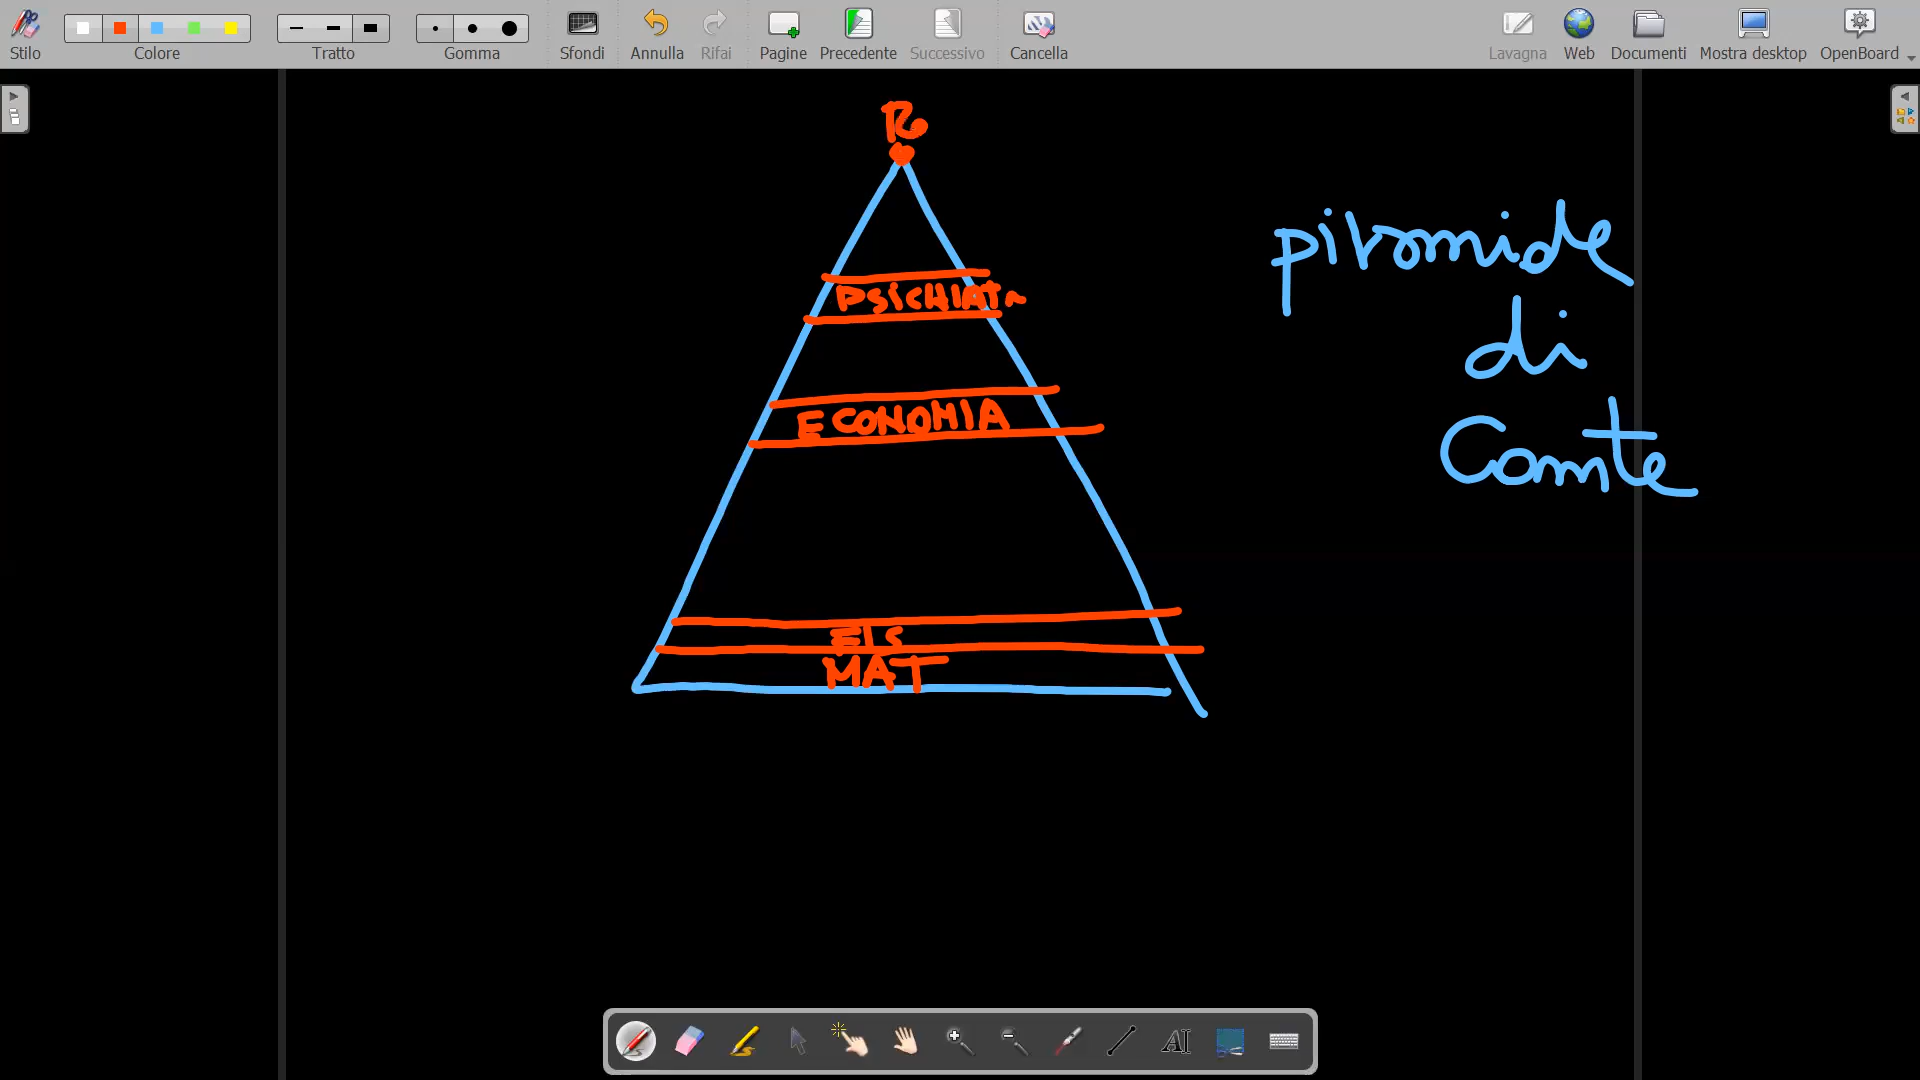 Stilo
Colore
Tratto
Gomma
Sfondi
Annulla
Rifai
Pagine
Precedente
Successivo
Cancella
Lavagna
Web
Documenti
Mostra desktop
OpenBoard
R
PSICHIATR
ECONOMIA
FIS
MAT
piramide
di
Comte